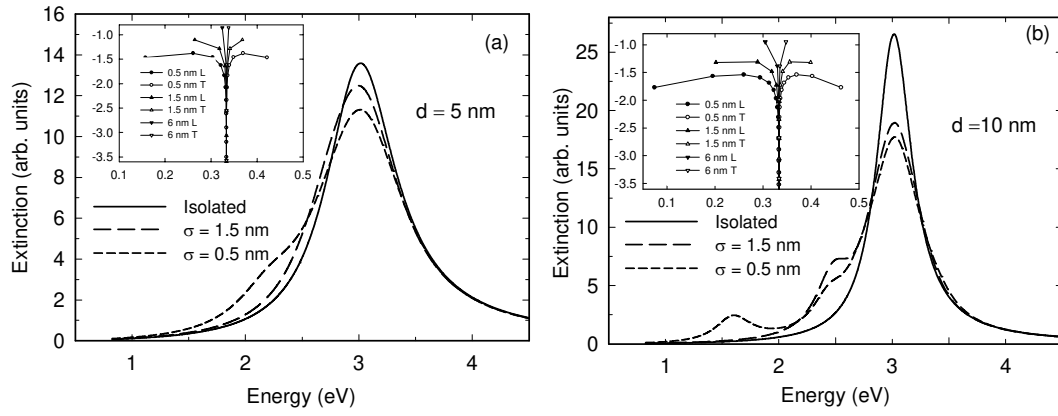 (a)
16
14
12
10
8
6
4
2
0
Extinction (arb. units)
-1.0
-1.5
-2.0
-2.5
-3.0
-3.5
0.5 nm L
0.5 nm T
1.5 nm L
1.5 nm T
6 nm L
6 nm T
0.1 0.2 0.3 0.4 0.5
d = 5 nm
Isolated
σ = 1.5 nm
σ = 0.5 nm
1 2 3 4
Energy (eV)
(b)
25
20
15
10
5
0
Extinction (arb. units)
-1.0
-1.5
-2.0
-2.5
-3.0
-3.5
0.5 nm L
0.5 nm T
1.5 nm L
1.5 nm T
6 nm L
6 nm T
0.1 0.2 0.3 0.4 0.5
d =10 nm
Isolated
σ = 1.5 nm
σ = 0.5 nm
1 2 3 4
Energy (eV)